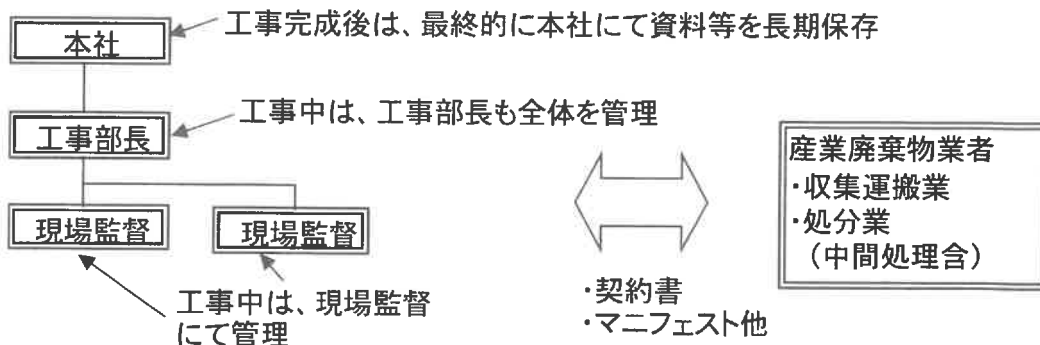 本社
工事完成後は、最終的に本社にて資料等を長期保存
工事部長
工事中は、工事部長も全体を管理
現場監督
現場監督
工事中は、現場監督
にて管理
・契約書
・マニフェスト他
産業廃棄物業者
・収集運搬業
・処分業
（中間処理含）